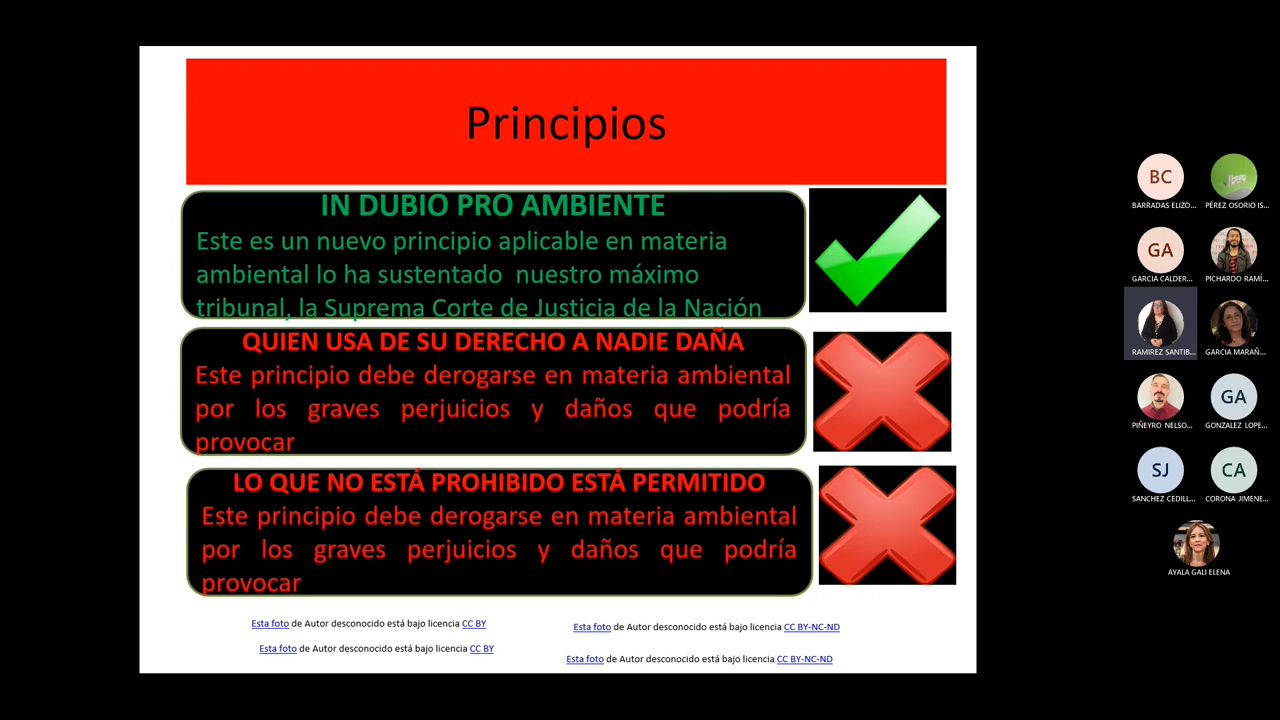 Principios
IN DUBIO PRO AMBIENTE
Este es un nuevo principio aplicable en materia
ambiental lo ha sustentado nuestro máximo
tribunal, la Suprema Corte de Justicia de la Nación
QUIEN USA DE SU DERECHO A NADIE DAÑA
Este principio debe derogarse en materia ambiental
por los graves perjuicios y daños que podría
provocar
LO QUE NO ESTÁ PROHIBIDO ESTÁ PERMITIDO
Este principio debe derogarse en materia ambiental
por los graves perjuicios y daños que podría
provocar
Esta foto de Autor desconocido está bajo licencia CC BY
Esta foto de Autor desconocido está bajo licencia CC BY-NC-ND
Esta foto de Autor desconocido está bajo licencia CC BY
Esta foto de Autor desconocido está bajo licencia CC BY-NC-ND
BC
BARRADAS ELIZO...
PÉREZ OSORIO IS...
GA
GARCIA CALDER...
PICHARDO RAMÍ...
RAMIREZ SANTIB...
GARCIA MARAÑ...
PIÑEYRO NELSO...
GA
GONZALEZ LOPE...
SJ
SANCHEZ CEDILL...
CA
CORONA JIMENE...
AYALA GALI ELENA